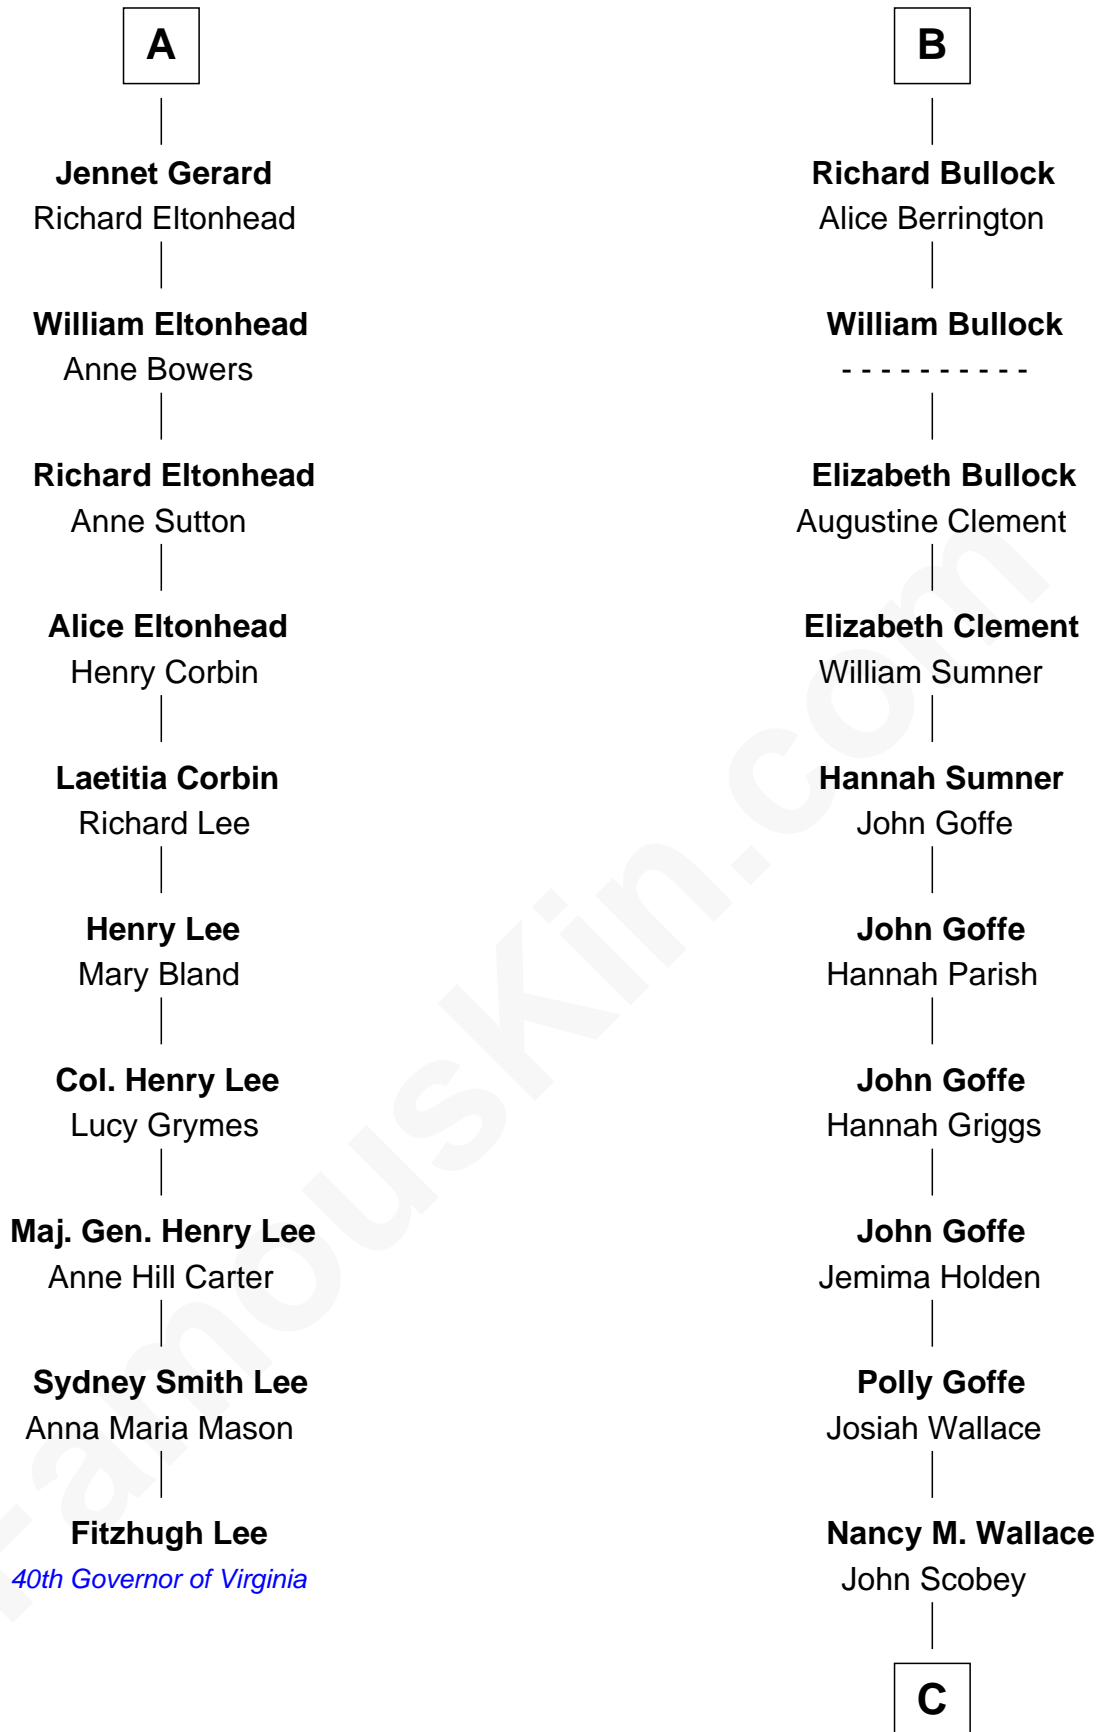 A
Jennet Gerard
Richard Eltonhead
William Eltonhead
Anne Bowers
Richard Eltonhead
Anne Sutton
Alice Eltonhead
Henry Corbin
Laetitia Corbin
Richard Lee
Henry Lee
Mary Bland
Col. Henry Lee
Lucy Grymes
Maj. Gen. Henry Lee
Anne Hill Carter
Sydney Smith Lee
Anna Maria Mason
Fitzhugh Lee
40th Governor of Virginia
B
Richard Bullock
Alice Berrington
William Bullock
- - - - - - - - - -
Elizabeth Bullock
Augustine Clement
Elizabeth Clement
William Sumner
Hannah Sumner
John Goffe
John Goffe
Hannah Parish
John Goffe
Hannah Griggs
John Goffe
Jemima Holden
Polly Goffe
Josiah Wallace
Nancy M. Wallace
John Scobey
C
FamousKin.com